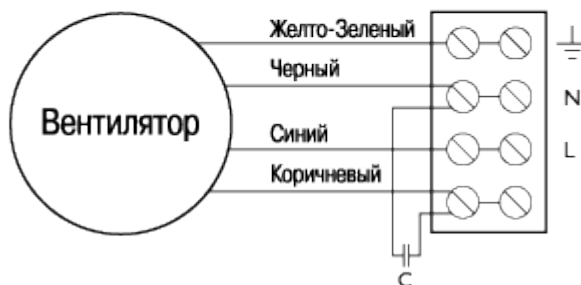 Желто-Зеленый
Черный
N
Вентилятор
Синий
L
Коричневый
C